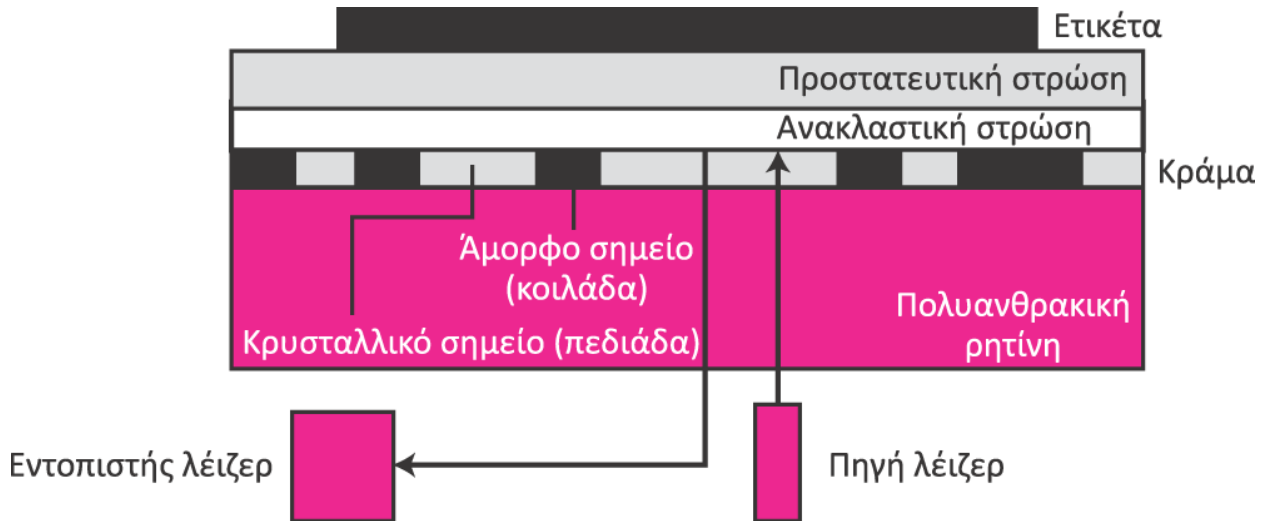 Ετικέτα
Προστατευτική στρώση
Ανακλαστική στρώση
Κράμα
Άμορφο σημείο
(κοιλάδα)
Κρυσταλλικό σημείο (πεδιάδα)
Πολυανθρακική
ρητίνη
Εντοπιστής λέιζερ
Πηγή λέιζερ